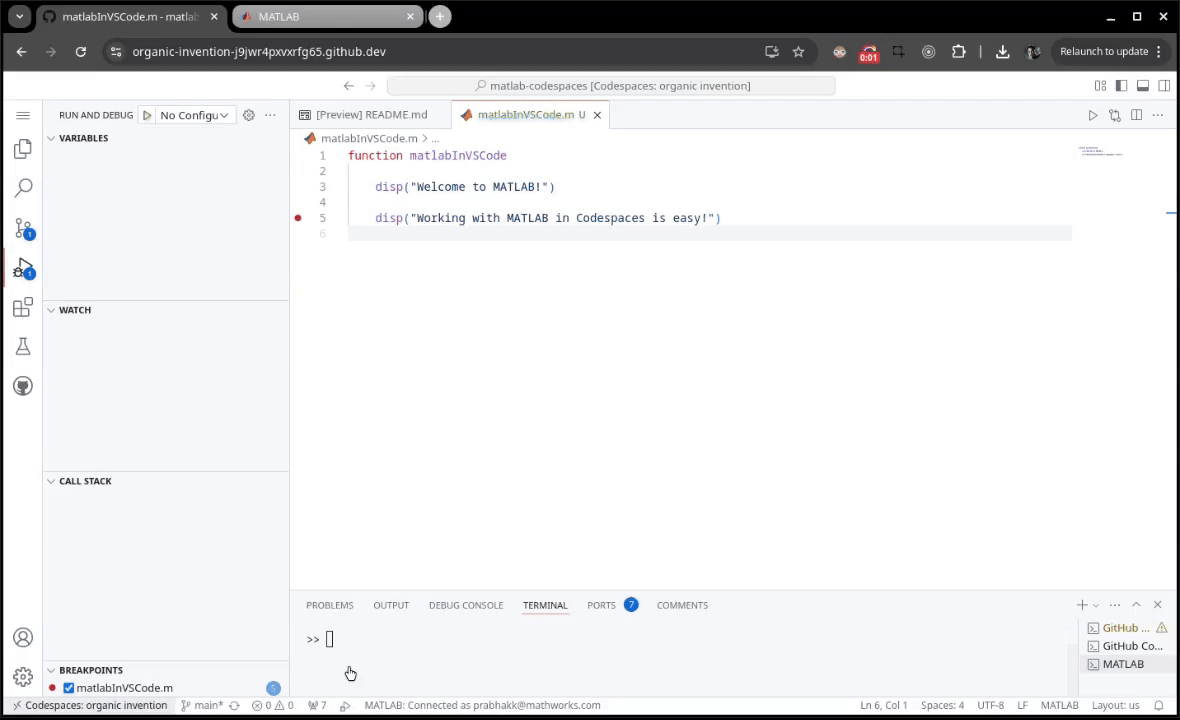 matlabInVSCode.m - matlab
MATLAB
organic-invention-j9jwr4pxvxrfg65.github.dev
0:01
Relaunch to update
matlab-codespaces [Codespaces: organic invention]
RUN AND DEBUG
No Configu
[Preview] README.md
matlabInVSCode.m U
VARIABLES
matlabInVSCode.m > ...
1 function matlabInVSCode
2
3 disp("Welcome to MATLAB!")
4
5 disp("Working with MATLAB in Codespaces is easy!")
6
1
1
WATCH
CALL STACK
PROBLEMS OUTPUT DEBUG CONSOLE TERMINAL PORTS 7 COMMENTS
>>
GitHub ...
GitHub Co...
MATLAB
BREAKPOINTS
matlabInVSCode.m 5
Codespaces: organic invention main* 0 0 7 MATLAB: Connected as prabhakk@mathworks.com Ln 6, Col 1 Spaces: 4 UTF-8 LF MATLAB Layout: us